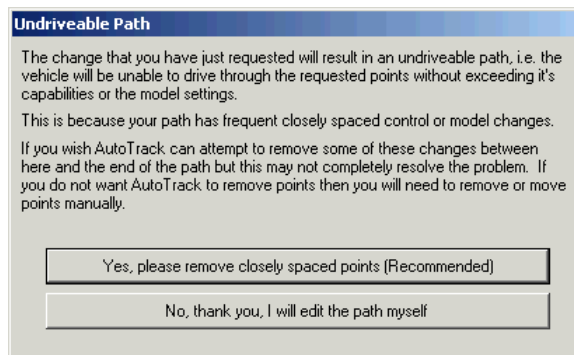 Undriveable Path
The change that you have just requested will result in an undriveable path, i.e. the
vehicle will be unable to drive through the requested points without exceeding it's
capabilities or the model settings.
This is because your path has frequent closely spaced control or model changes.
If you wish AutoTrack can attempt to remove some of these changes between
here and the end of the path but this may not completely resolve the problem.  If
you do not want AutoTrack to remove points then you will need to remove or move
points manually.
Yes, please remove closely spaced points (Recommended)
No, thank you, I will edit the path myself